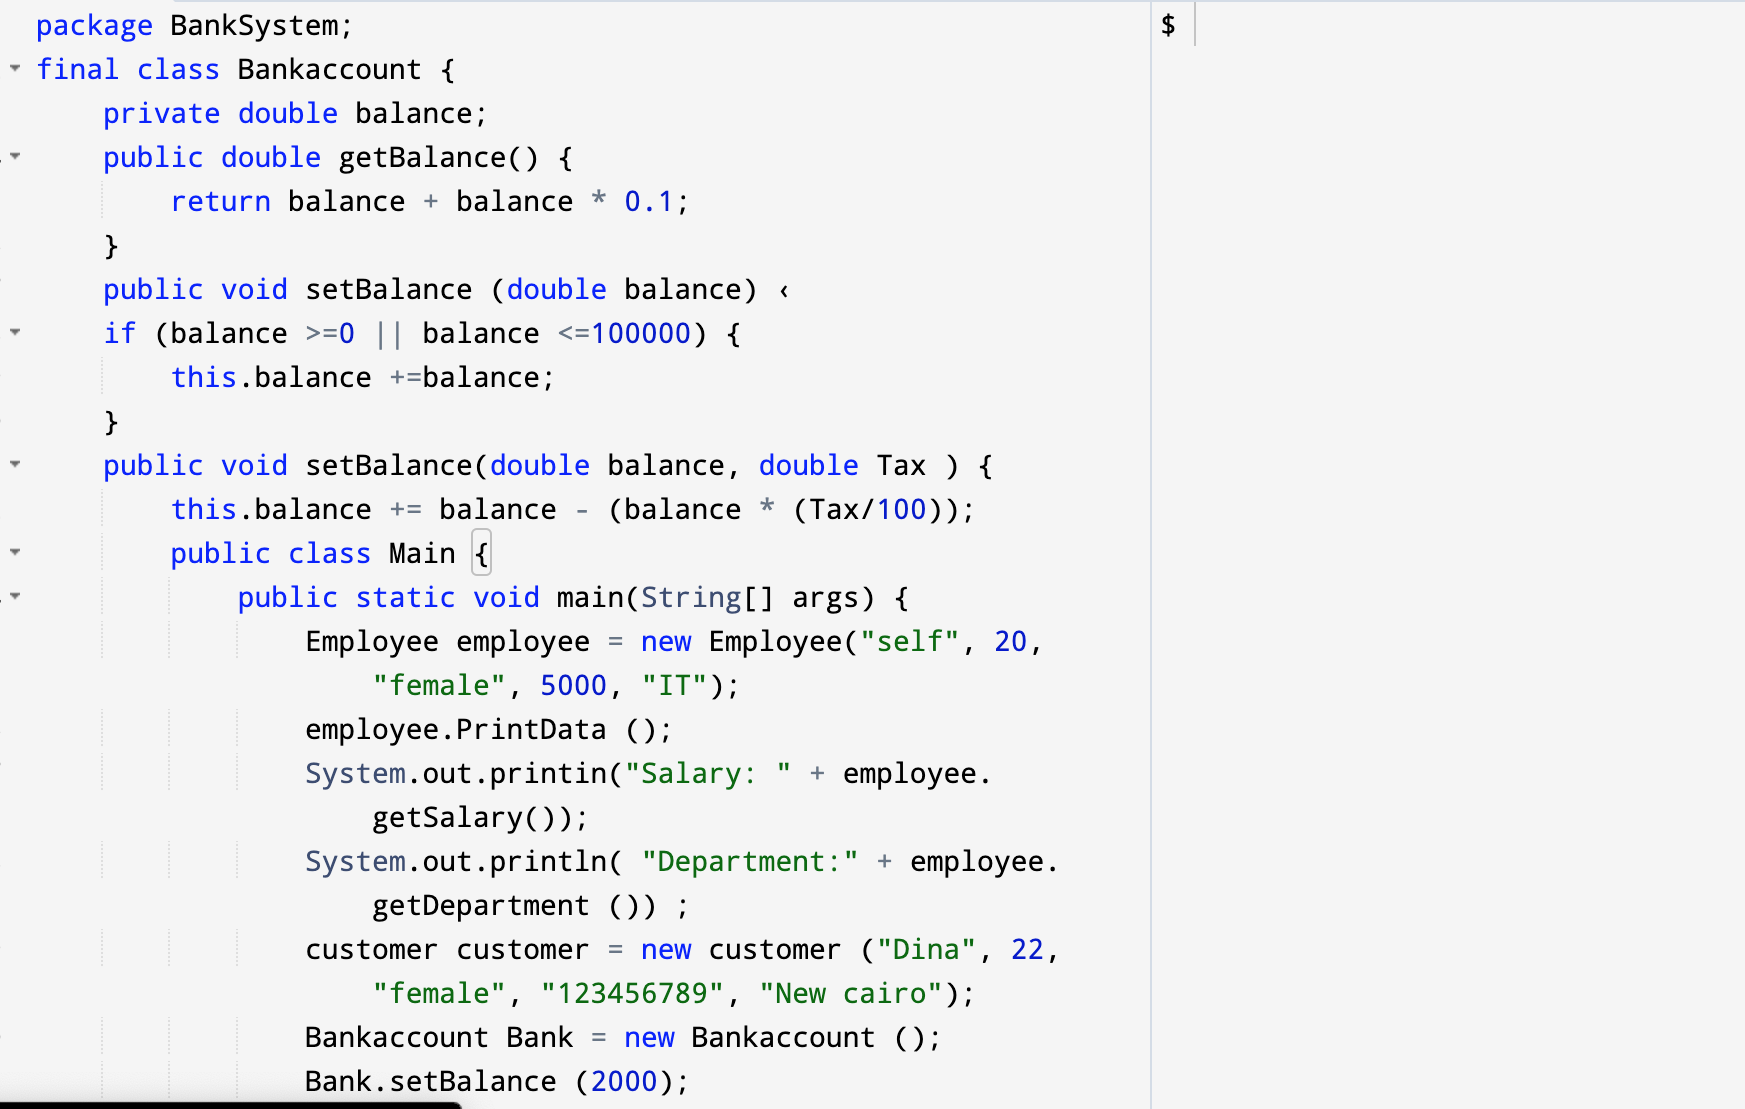 package BankSystem;
final class Bankaccount {
private double balance;
public double getBalance() {
return balance + balance * 0.1;
}
public void setBalance (double balance) ‹
if (balance >=0 || balance <=100000) {
this.balance +=balance;
}
public void setBalance(double balance, double Tax ) {
this.balance += balance - (balance * (Tax/100));
public class Main {
public static void main(String[] args) {
Employee employee = new Employee("self", 20,
"female", 5000, "IT");
employee.PrintData ();
System.out.printin("Salary: " + employee.
getSalary());
System.out.println( "Department:" + employee.
getDepartment ()) ;
customer customer = new customer ("Dina", 22,
"female", "123456789", "New cairo");
Bankaccount Bank = new Bankaccount ();
Bank.setBalance (2000);
$